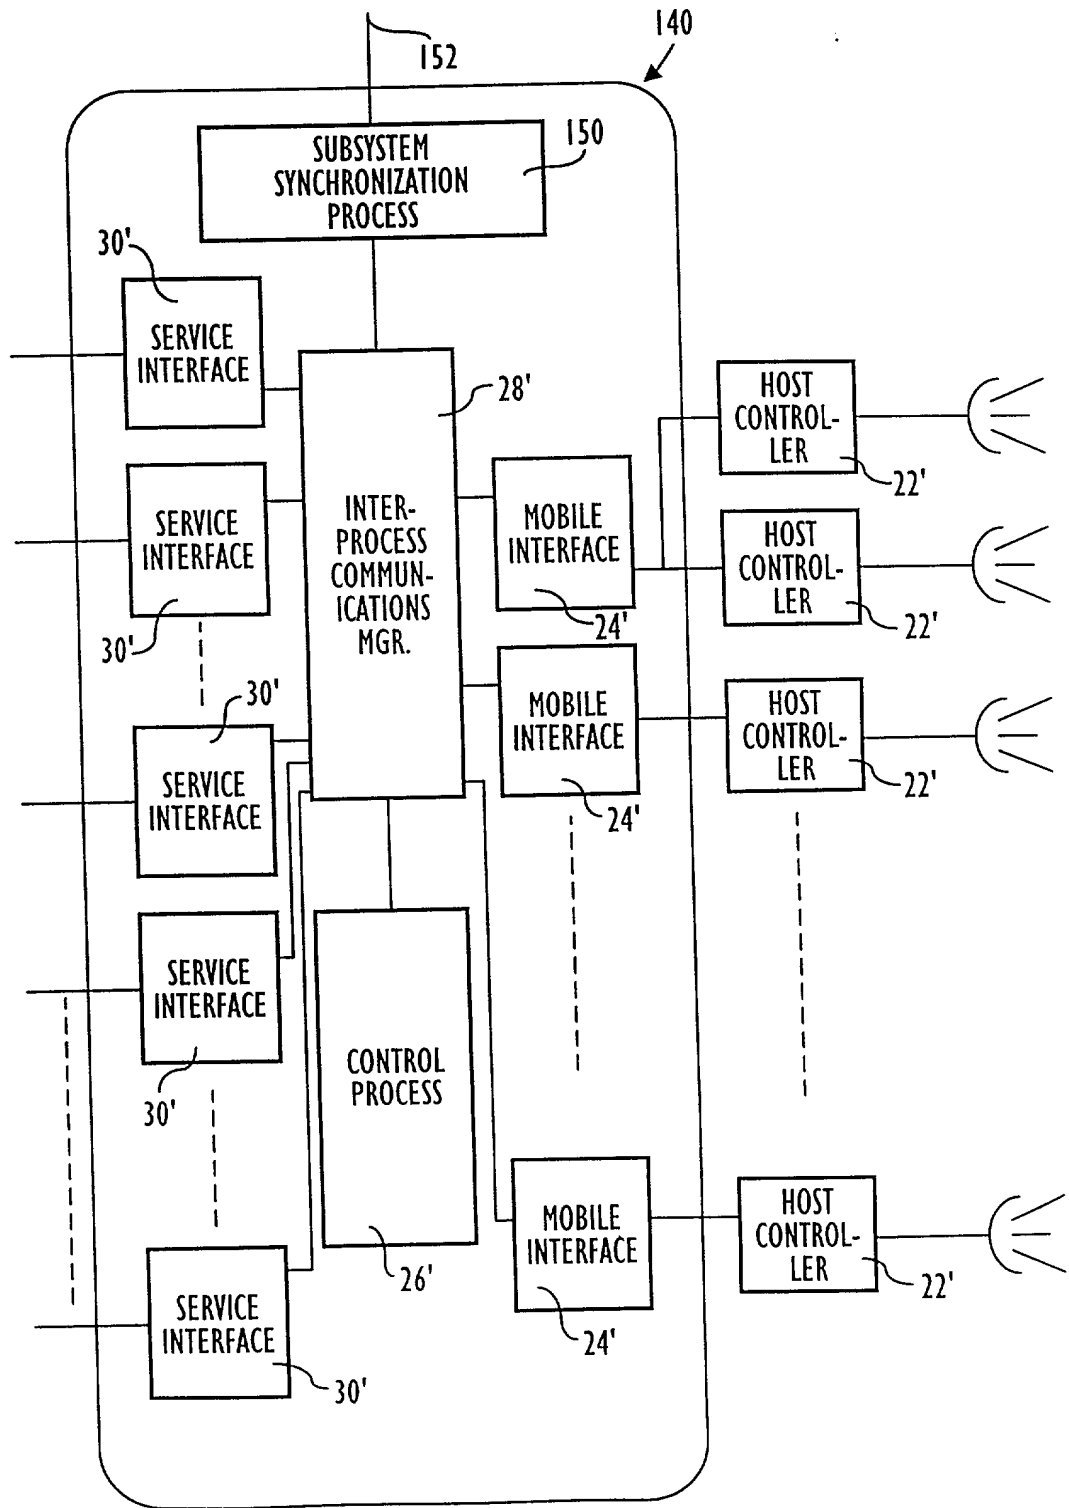 140
152
150
SUBSYSTEM
SYNCHRONIZATION
PROCESS
30'
SERVICE
INTERFACE
28'
HOST
CONTROL-
LER
22'
SERVICE
INTERFACE
30'
INTER-
PROCESS
COMMUN-
ICATIONS
MGR.
MOBILE
INTERFACE
24'
HOST
CONTROL-
LER
22'
30'
SERVICE
INTERFACE
MOBILE
INTERFACE
24'
HOST
CONTROL-
LER
22'
SERVICE
INTERFACE
30'
CONTROL
PROCESS
26'
MOBILE
INTERFACE
24'
HOST
CONTROL-
LER
22'
SERVICE
INTERFACE
30'